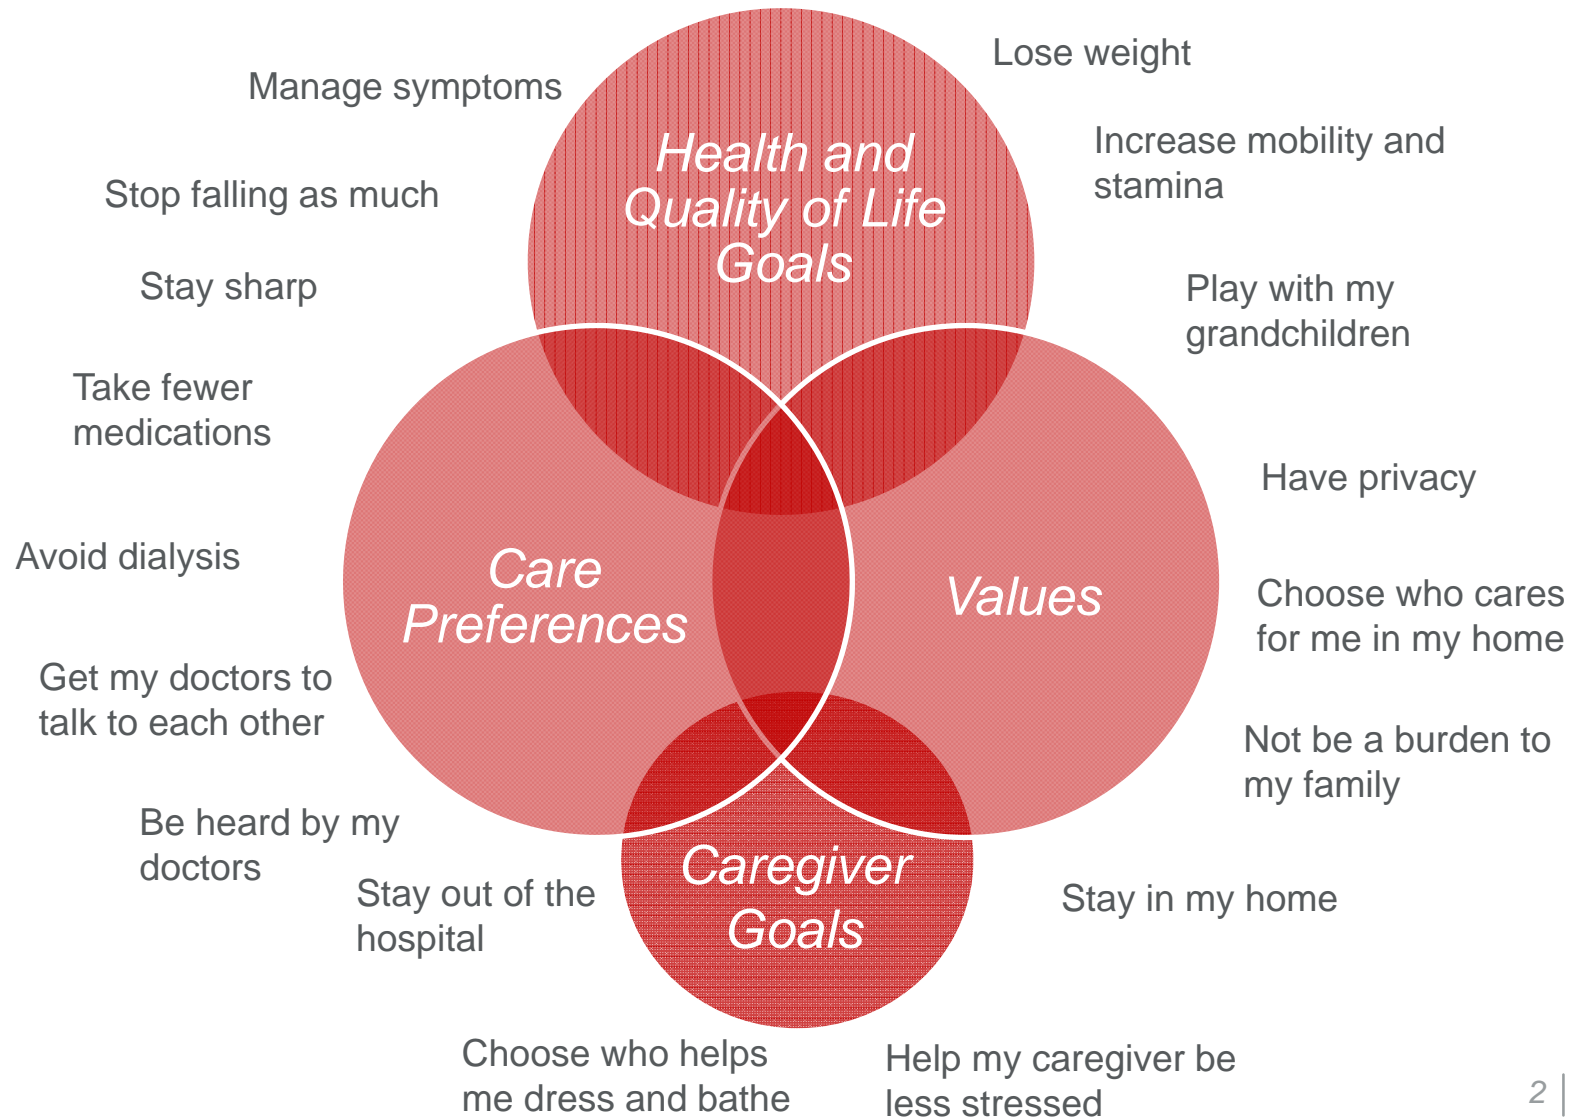 Lose weight
Manage symptoms
Health and
Quality of Life
Goals
Increase mobility and
stamina
Stop falling as much
Stay sharp
Play with my
grandchildren
Take fewer
medications
Have privacy
Avoid dialysis
Care
Preferences
Values
Choose who cares
for me in my home
Get my doctors to
talk to each other
Not be a burden to
my family
Be heard by my
doctors
Caregiver
Goals
Stay out of the
hospital
Stay in my home
Choose who helps
me dress and bathe
Help my caregiver be
less stressed
2